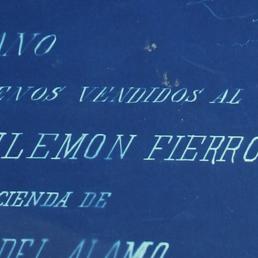 ANO
ENOS VENDIDOS AL
ILEMON FIERRO
CIENDA DE
DEL ALAMO